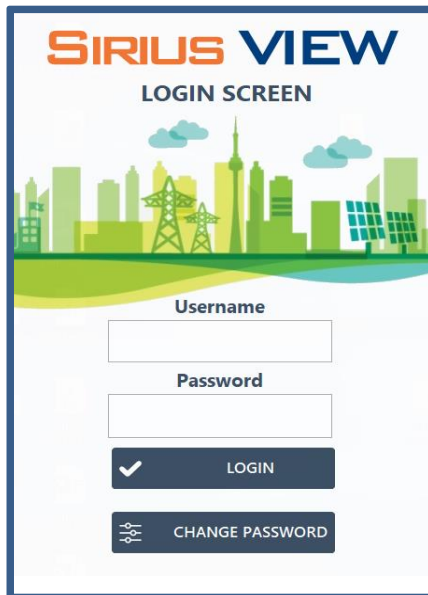 SIRIUS VIEW
LOGIN SCREEN
Username
Password
LOGIN
CHANGE PASSWORD